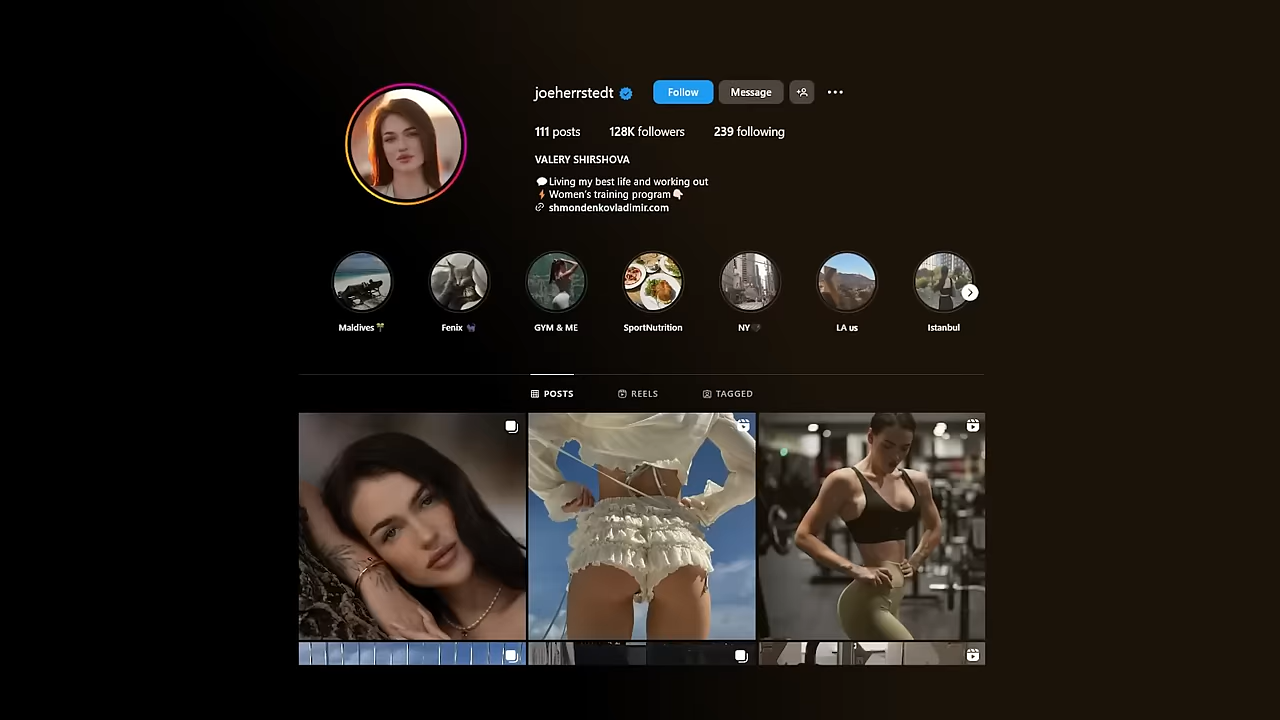 joeherrstedt Follow Message
111 posts 128K followers 239 following
VALERY SHIRSHOVA
💬Living my best life and working out
⚡Women's training program👇🏻
shmondenkovladimir.com
Maldives🌴 Fenix 🐈‍⬛ GYM & ME SportNutrition NY🖤 LA us Istanbul
POSTS REELS TAGGED